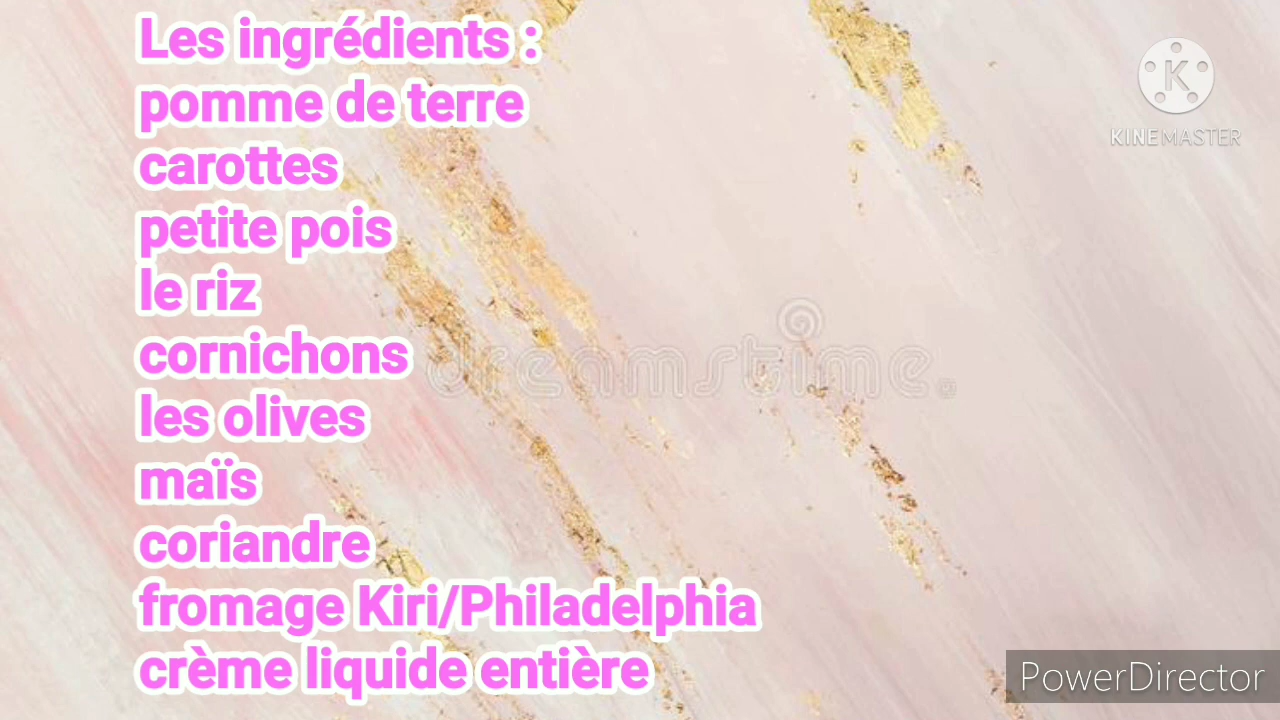 Les ingrédients :
pomme de terre
carottes
petite pois
le riz
cornichons
les olives
maïs
coriandre
fromage Kiri/Philadelphia
crème liquide entière
K
KINEMASTER
dreamstime.
PowerDirector